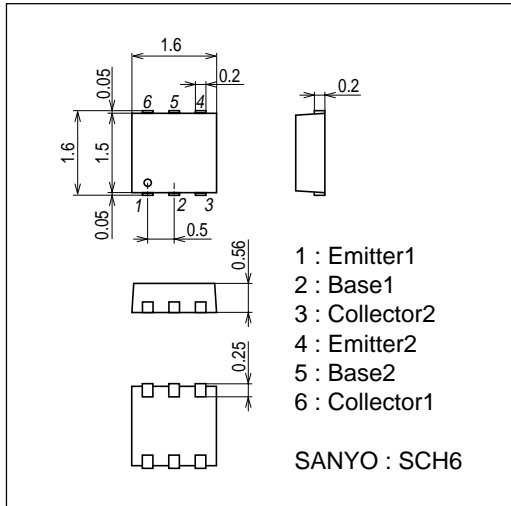 1.6
0.2
0.2
0.05
6 5 4
1.6
1.5
1 2 3
0.05
0.5
0.56
0.25
1 : Emitter1
2 : Base1
3 : Collector2
4 : Emitter2
5 : Base2
6 : Collector1
SANYO : SCH6